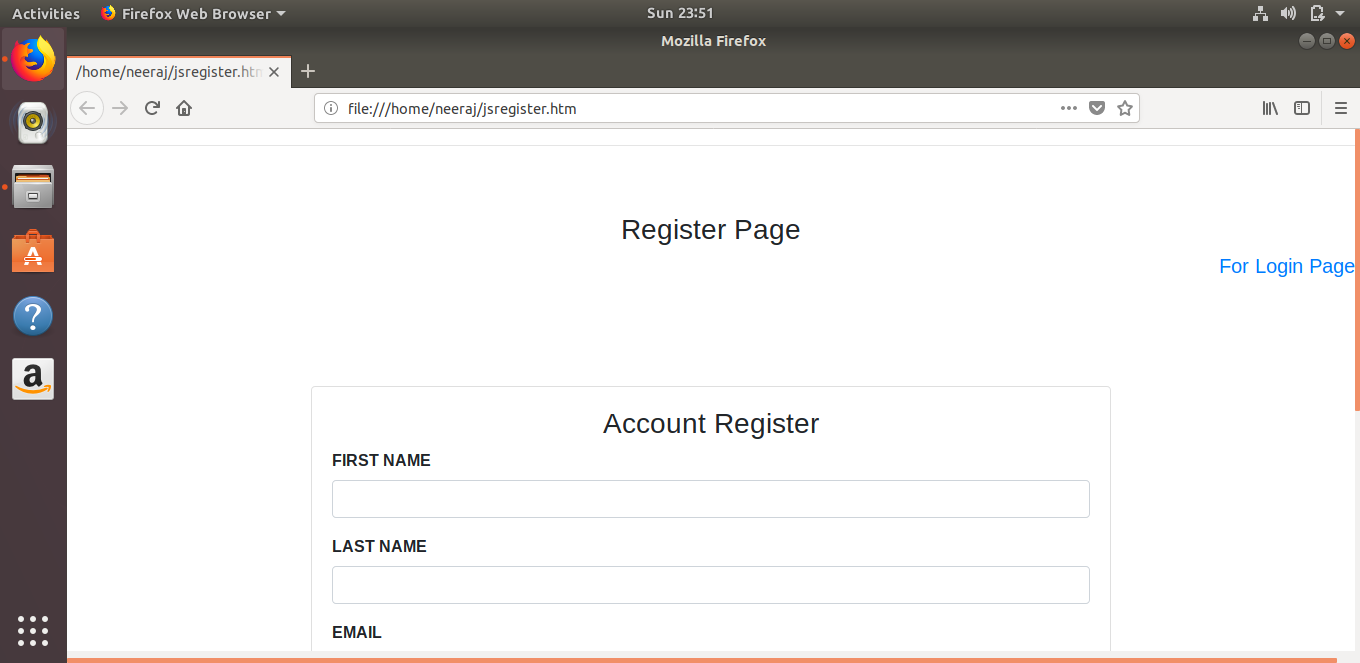 Activities Firefox Web Browser Sun 23:51
Mozilla Firefox
/home/neeraj/jsregister.htm
file:///home/neeraj/jsregister.htm
Register Page
For Login Page
Account Register
FIRST NAME
LAST NAME
EMAIL